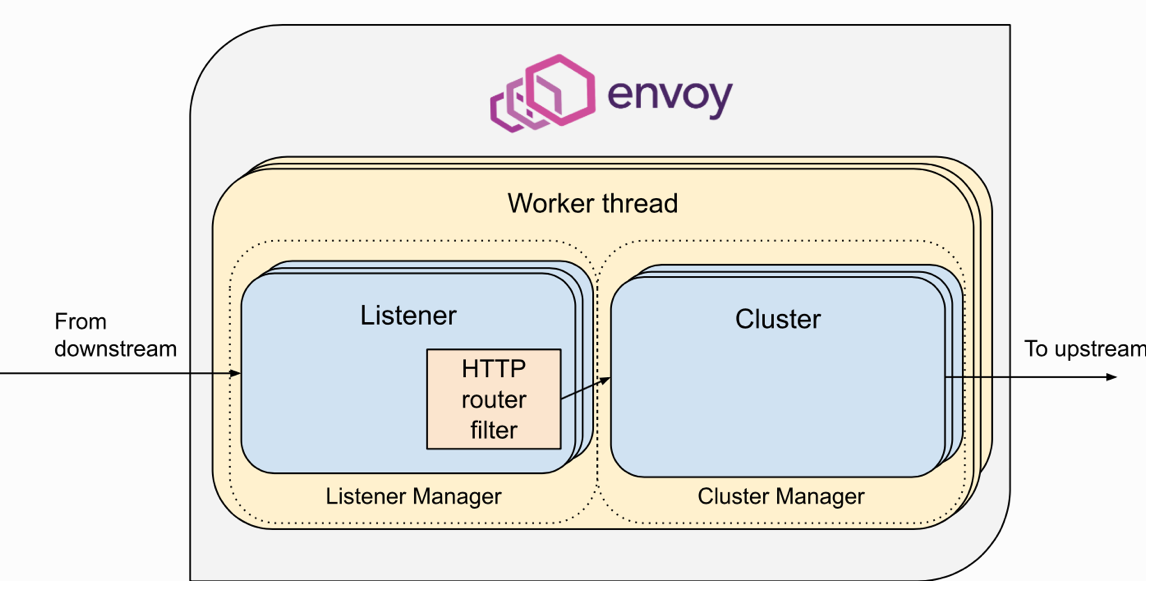 envoy
Worker thread
From
downstream
Listener
HTTP
router
filter
Cluster
To upstream
Listener Manager
Cluster Manager